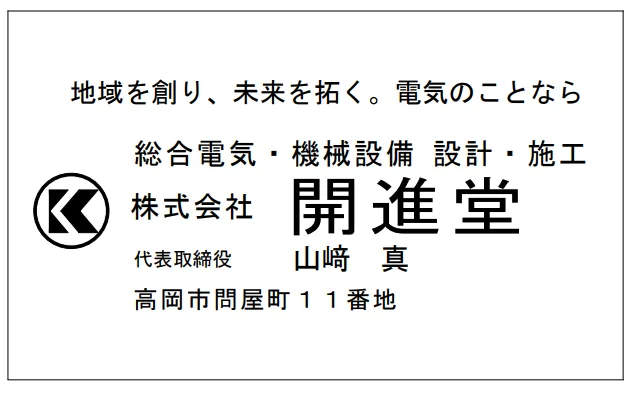 地域を創り、未来を拓く。電気のことなら
総合電気・機械設備 設計・施工
株式会社 開進堂
代表取締役 山﨑 真
高岡市問屋町１１番地